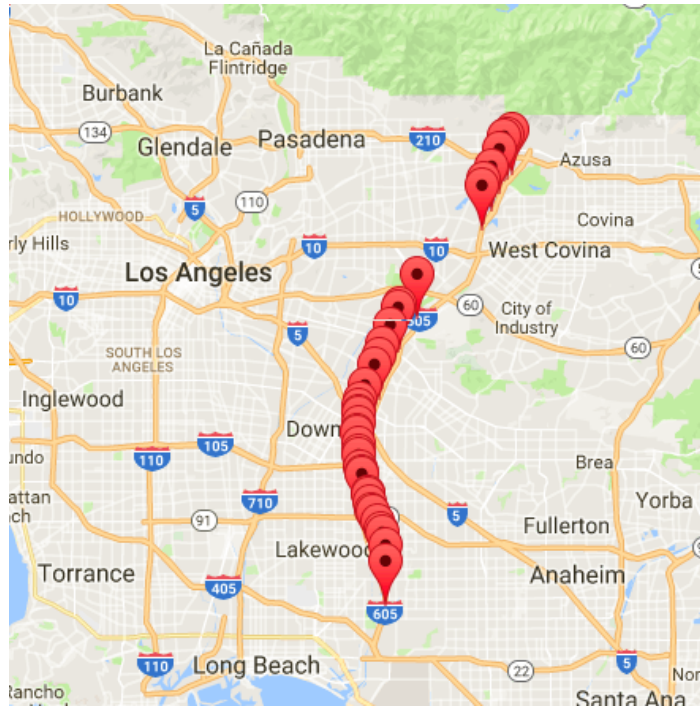 La Cañada
Flintridge
Burbank
134
Glendale
Pasadena
210
Azusa
5
110
HOLLYWOOD
Covina
rly Hills
10
10
West Covina
Los Angeles
10
605
60
City of
Industry
5
60
SOUTH LOS
ANGELES
Inglewood
Down
105
110
undo
Brea
710
attan
ach
Yorba
91
5
Fullerton
Lakewood
Torrance
405
Anaheim
605
110
Long Beach
22
5
Nor
Rancho
Santa Ana